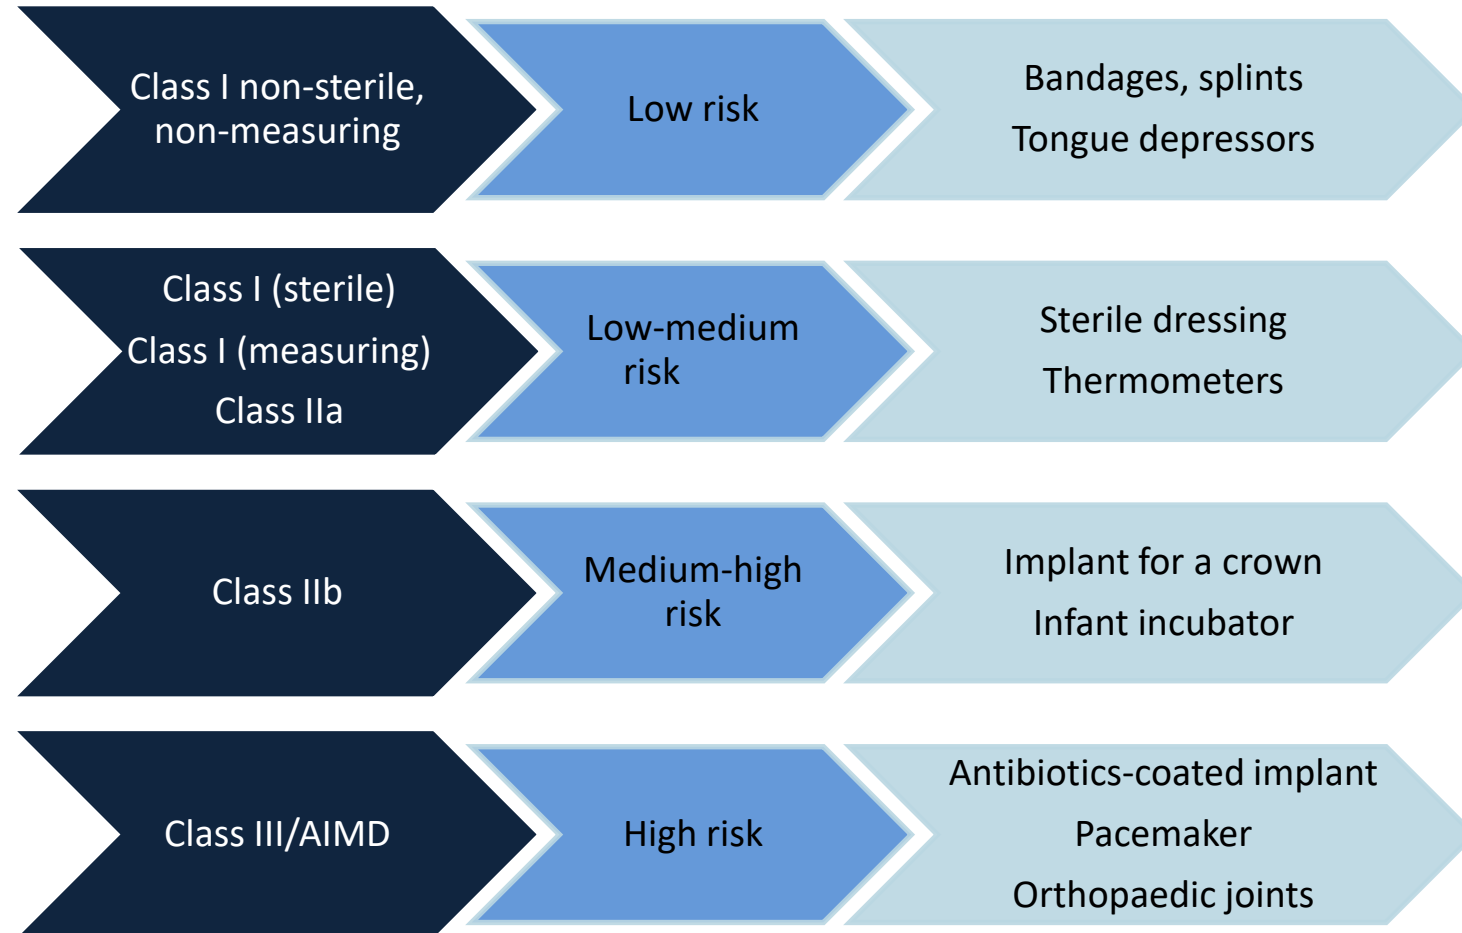 Class I non-sterile,
non-measuring
Low risk
Bandages, splints
Tongue depressors
Class I (sterile)
Class I (measuring)
Class IIa
Low-medium
risk
Sterile dressing
Thermometers
Class IIb
Medium-high
risk
Implant for a crown
Infant incubator
Class III/AIMD
High risk
Antibiotics-coated implant
Pacemaker
Orthopaedic joints